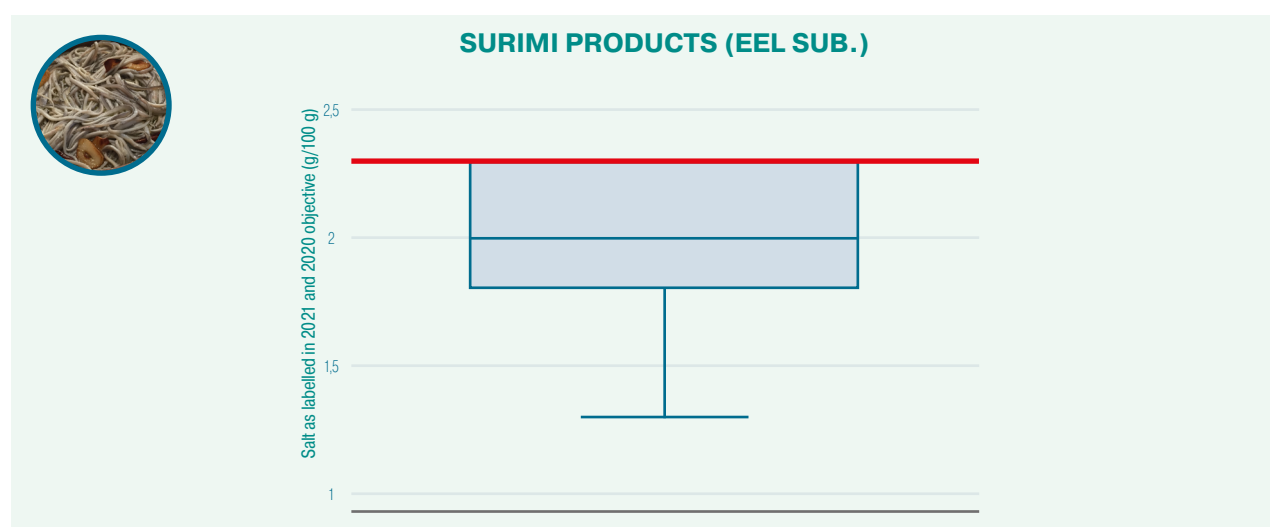 SURIMI PRODUCTS (EEL SUB.)
Salt as labelled in 2021 and 2020 objective (g/100 g)
2,5
2
1,5
1